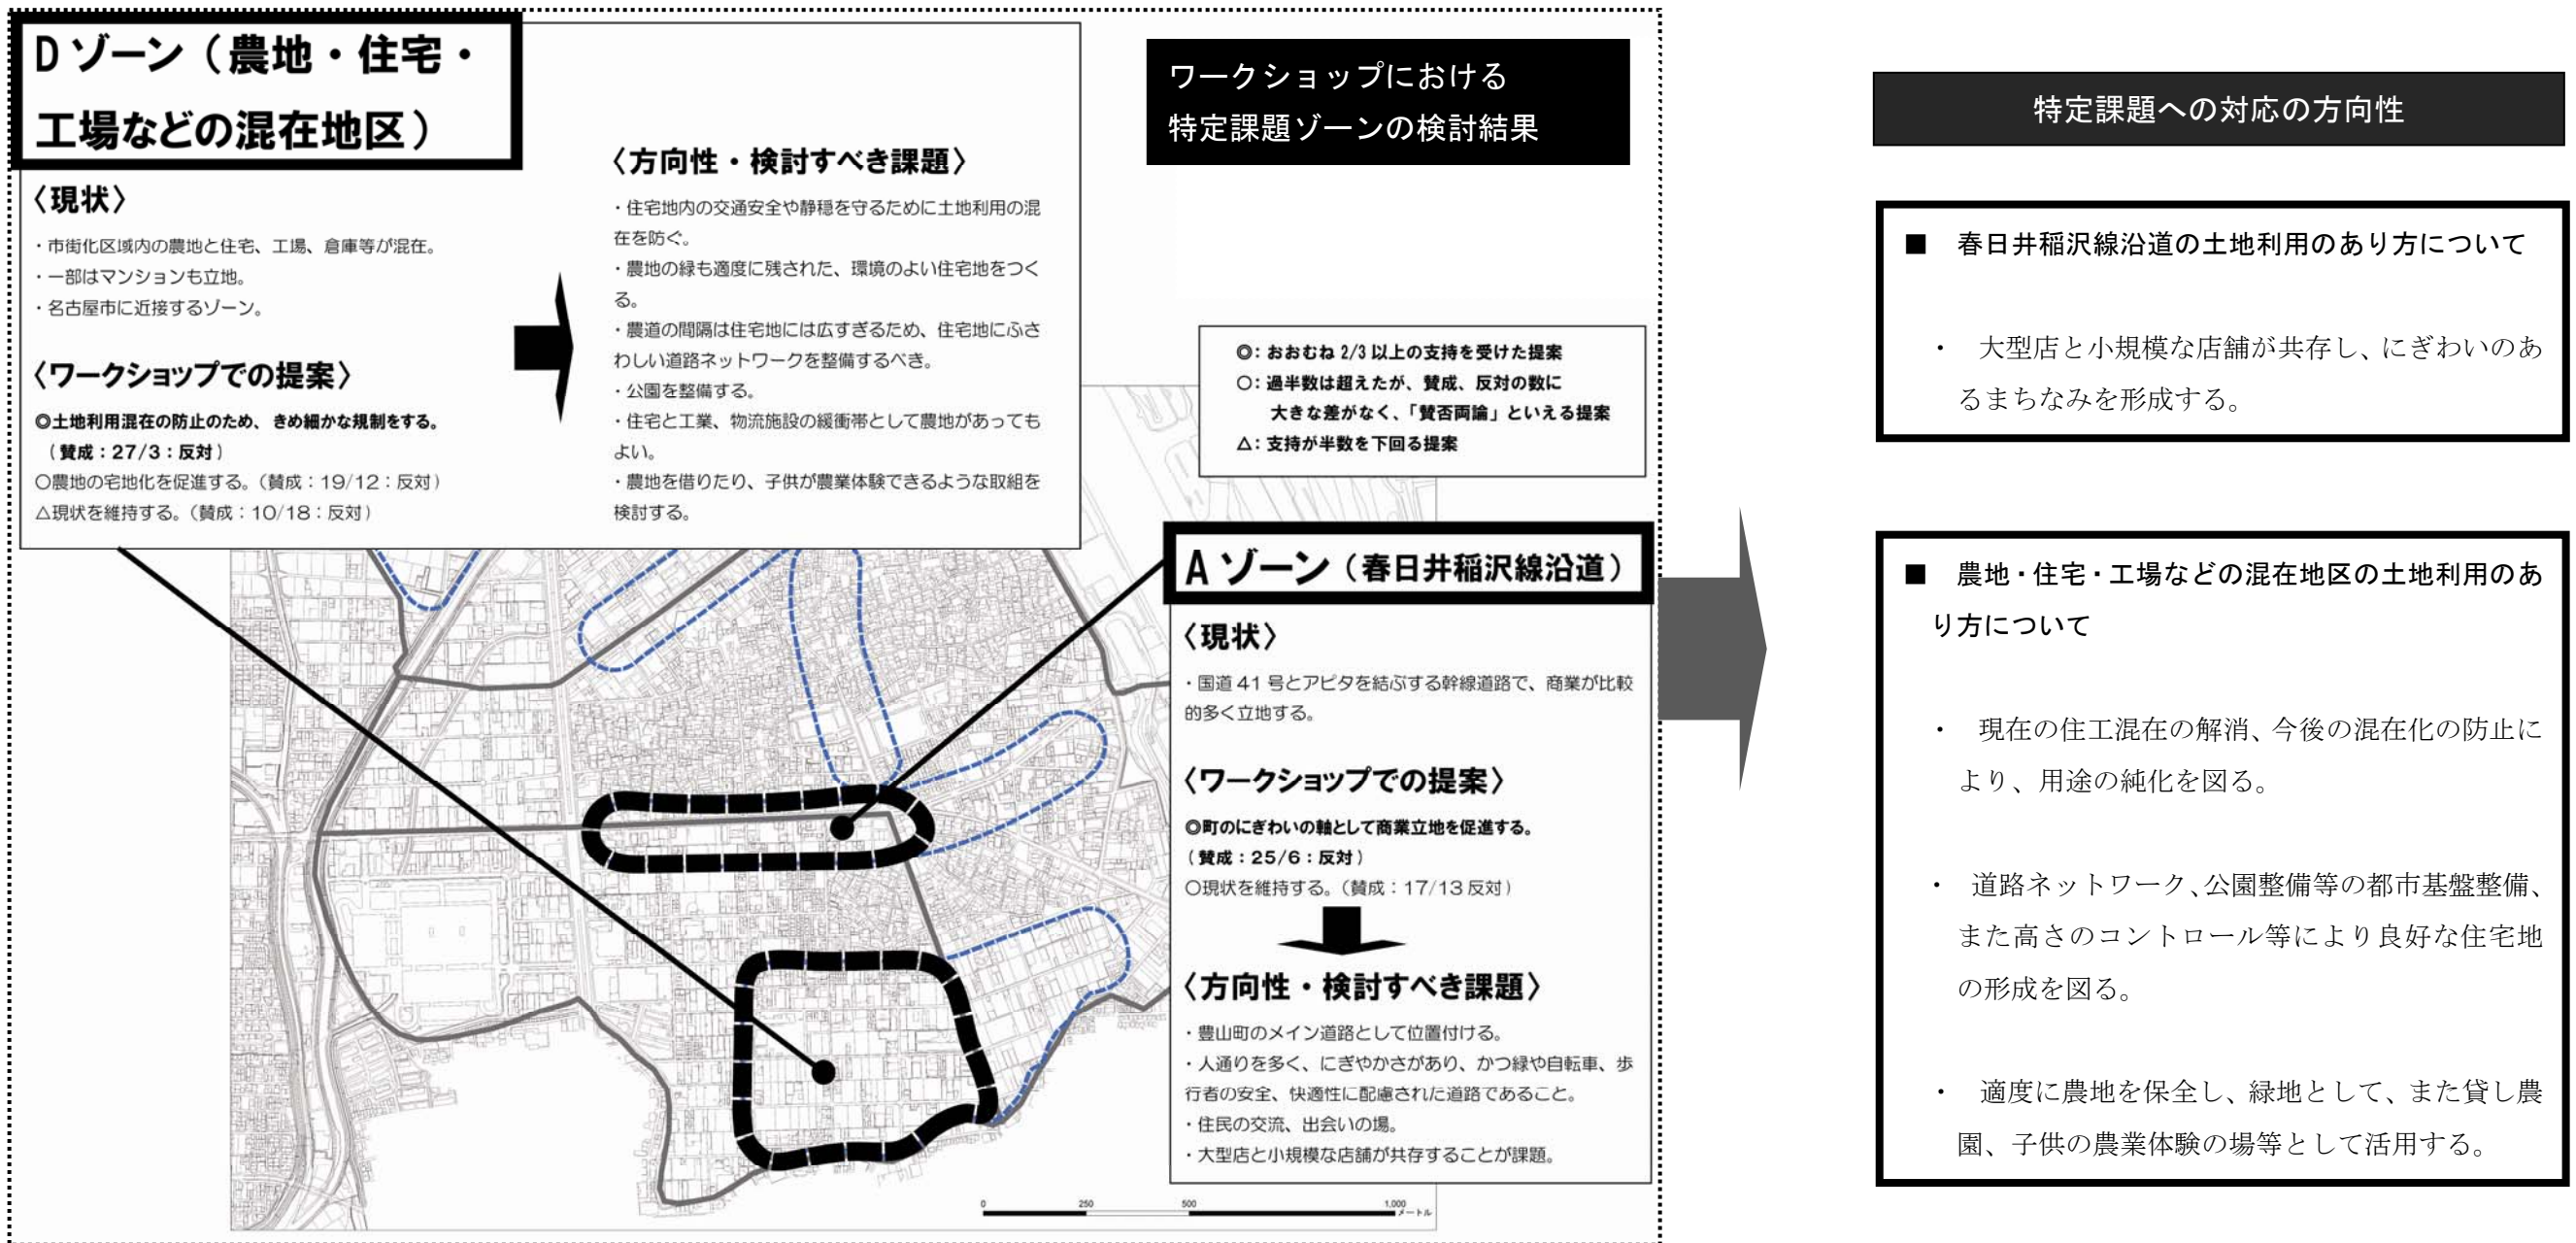 Dゾーン（農地・住宅・
工場などの混在地区）
〈現状〉
・市街化区域内の農地と住宅、工場、倉庫等が混在。
・一部はマンションも立地。
・名古屋市に近接するゾーン。
〈ワークショップでの提案〉
◎土地利用混在の防止のため、きめ細かな規制をする。
（賛成：27/3：反対）
○農地の宅地化を促進する。（賛成：19/12：反対）
△現状を維持する。（賛成：10/18：反対）
〈方向性・検討すべき課題〉
・住宅地内の交通安全や静穏を守るために土地利用の混
在を防ぐ。
・農地の緑も適度に残された、環境のよい住宅地をつく
る。
・農道の間隔は住宅地には広すぎるため、住宅地にふさ
わしい道路ネットワークを整備するべき。
・公園を整備する。
・住宅と工業、物流施設の緩衝帯として農地があっても
よい。
・農地を借りたり、子供が農業体験できるような取組を
検討する。
ワークショップにおける
特定課題ゾーンの検討結果
◎：おおむね 2/3 以上の支持を受けた提案
○：過半数は超えたが、賛成、反対の数に
大きな差がなく、「賛否両論」といえる提案
△：支持が半数を下回る提案
Aゾーン（春日井稲沢線沿道）
〈現状〉
・国道 41 号とアピタを結ぶする幹線道路で、商業が比較
的多く立地する。
〈ワークショップでの提案〉
◎町のにぎわいの軸として商業立地を促進する。
（賛成：25/6：反対）
○現状を維持する。（賛成：17/13 反対）
〈方向性・検討すべき課題〉
・豊山町のメイン道路として位置付ける。
・人通りを多く、にぎやかさがあり、かつ緑や自転車、歩
行者の安全、快適性に配慮された道路であること。
・住民の交流、出会いの場。
・大型店と小規模な店舗が共存することが課題。
0 250 500 1,000
メートル
特定課題への対応の方向性
■ 春日井稲沢線沿道の土地利用のあり方について
・ 大型店と小規模な店舗が共存し、にぎわいのあ
るまちなみを形成する。
■ 農地・住宅・工場などの混在地区の土地利用のあ
り方について
・ 現在の住工混在の解消、今後の混在化の防止に
より、用途の純化を図る。
・ 道路ネットワーク、公園整備等の都市基盤整備、
また高さのコントロール等により良好な住宅地
の形成を図る。
・ 適度に農地を保全し、緑地として、また貸し農
園、子供の農業体験の場等として活用する。